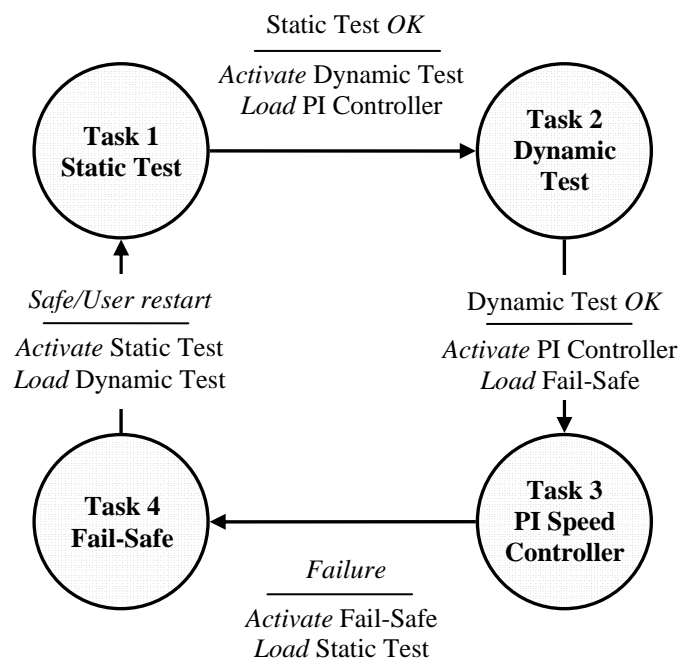 Static Test OK
Activate Dynamic Test
Load PI Controller
Task 1
Static Test
Task 2
Dynamic
Test
Safe/User restart
Activate Static Test
Load Dynamic Test
Dynamic Test OK
Activate PI Controller
Load Fail-Safe
Task 4
Fail-Safe
Task 3
PI Speed
Controller
Failure
Activate Fail-Safe
Load Static Test